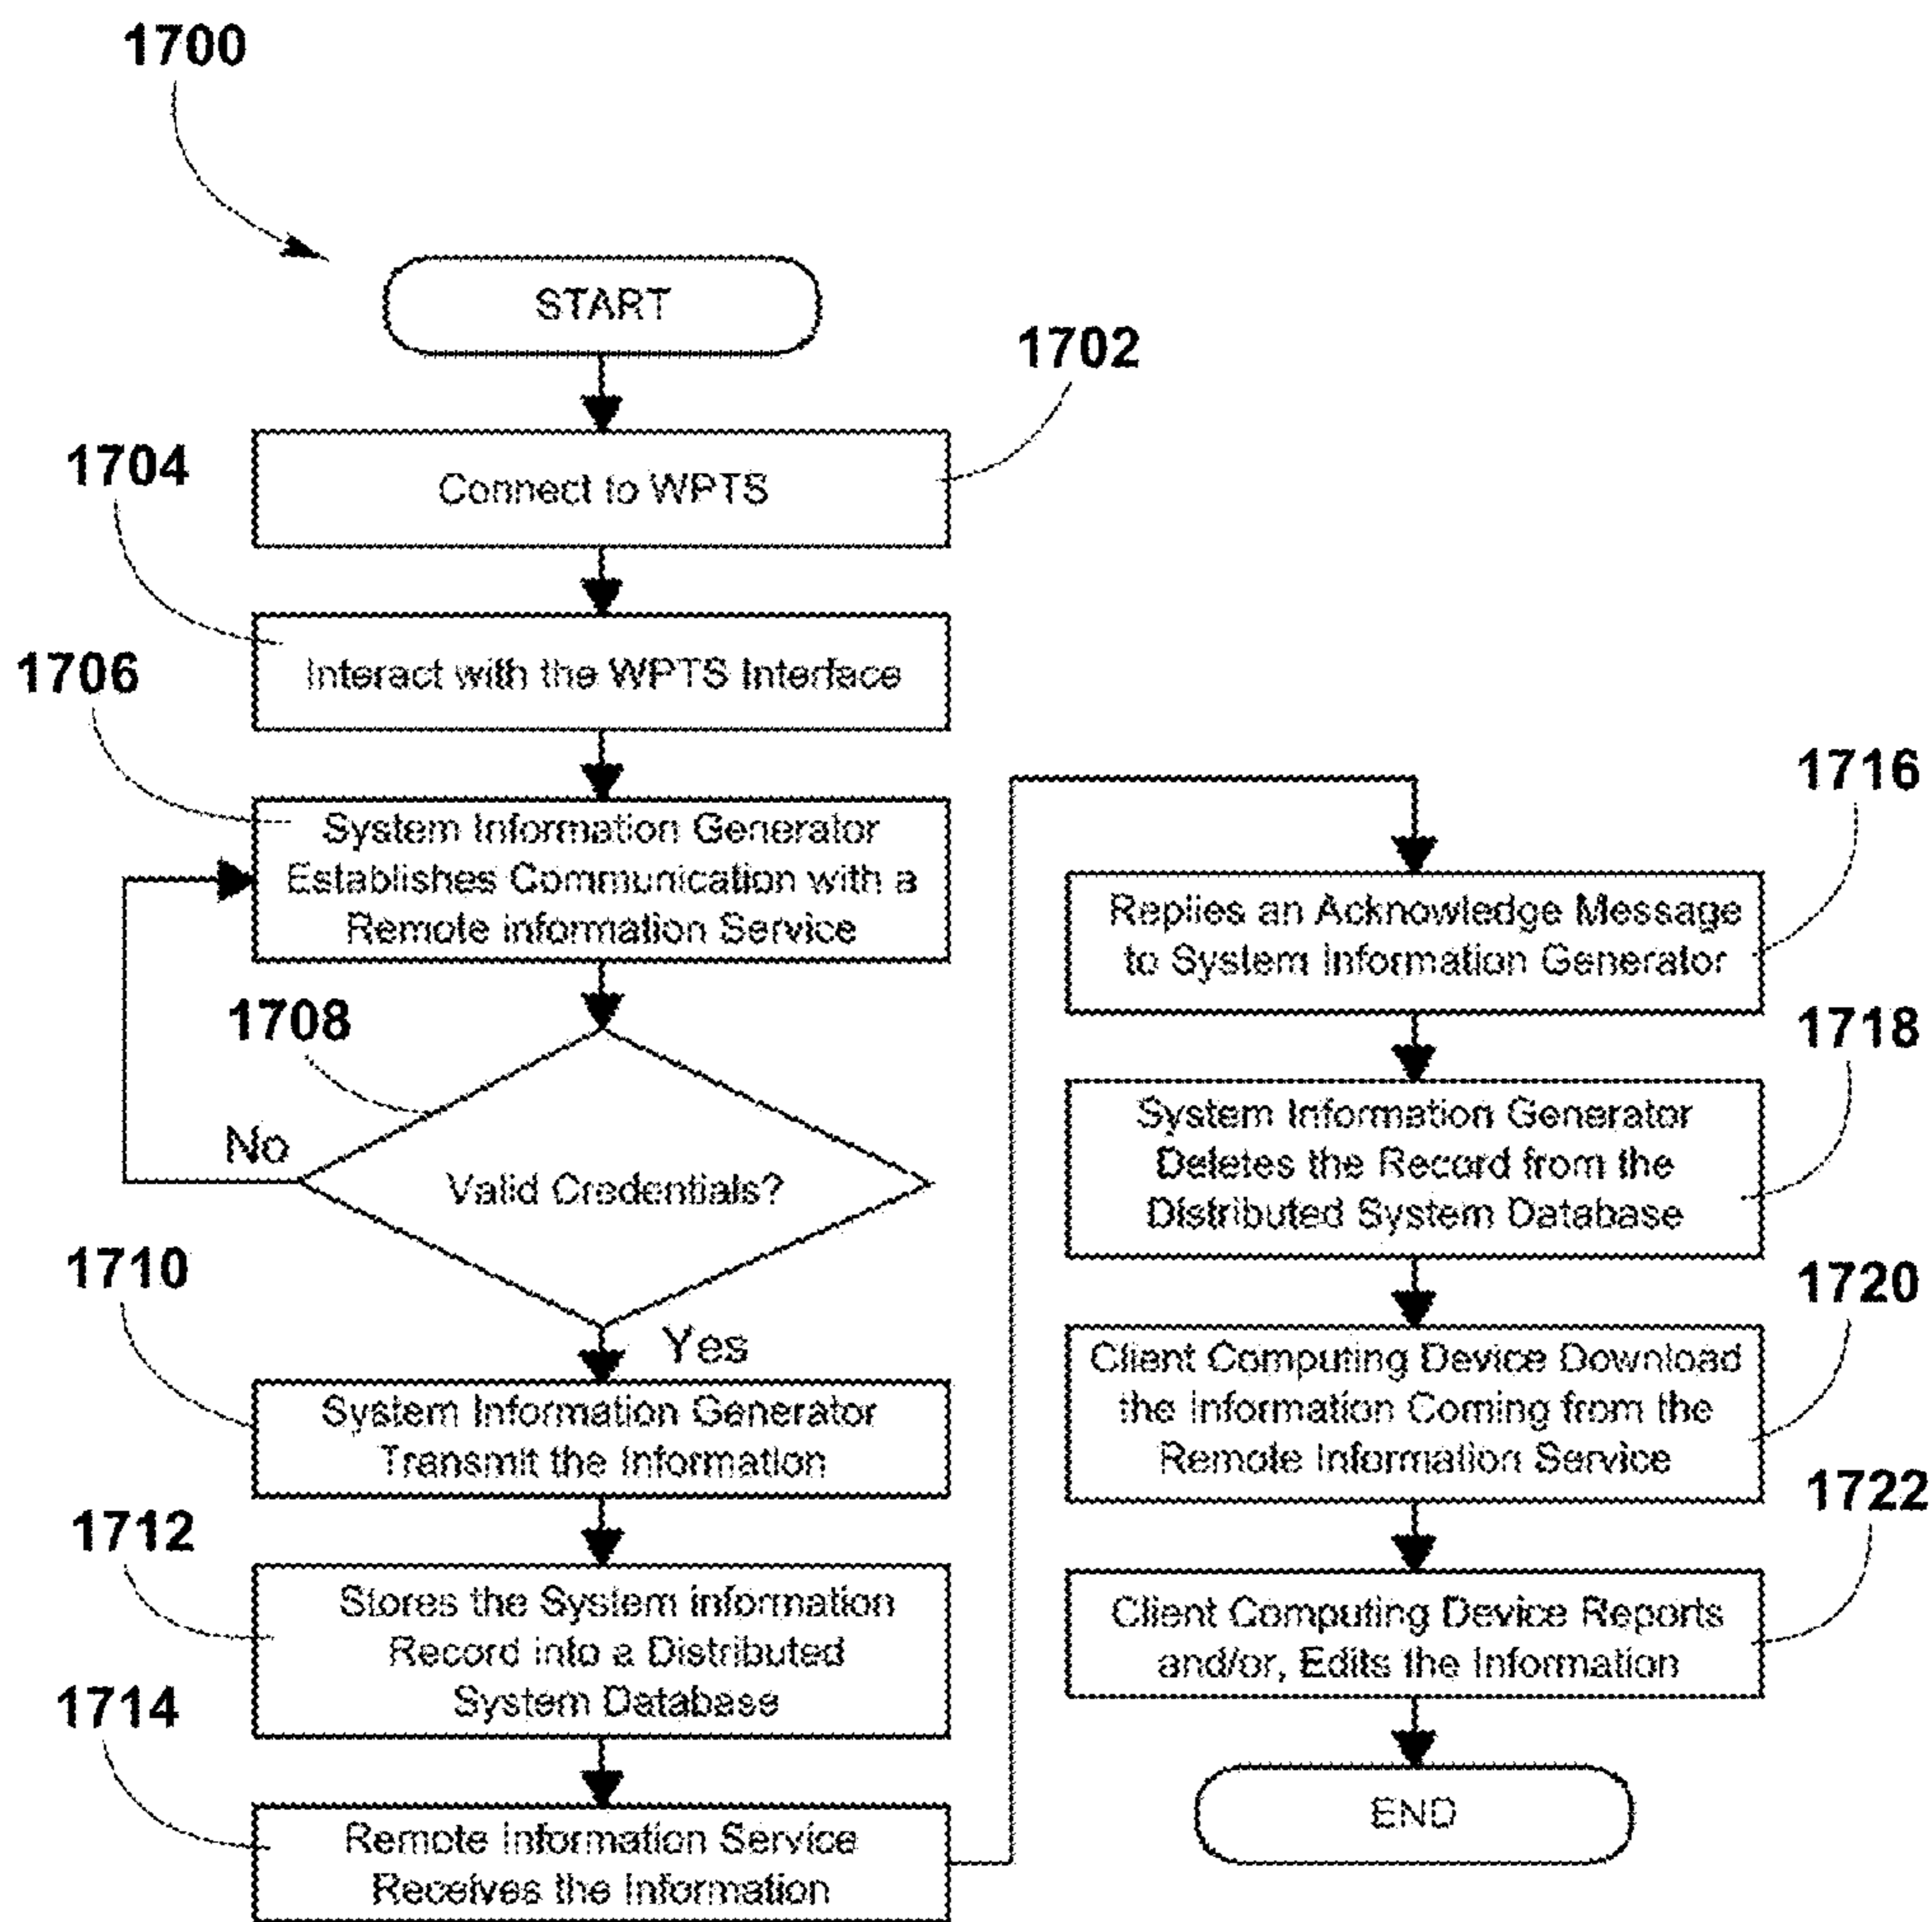 1700
START
1702
Connect to WPTS
1704
Interact with the WPTS Interface
1706
System Information Generator
Establishes Communication with a
Remote information Service
1708
No
Valid Credentials?
Yes
1710
System Information Generator
Transmit the Information
1712
Stores the System information
Record into a Distributed
System Database
1714
Remote Information Service
Receives the Information
1716
Replies an Acknowledge Message
to System Information Generator
1718
System Information Generator
Deletes the Record from the
Distributed System Database
1720
Client Computing Device Download
the Information Coming from the
Remote Information Service
1722
Client Computing Device Reports
and/or, Edits the Information
END